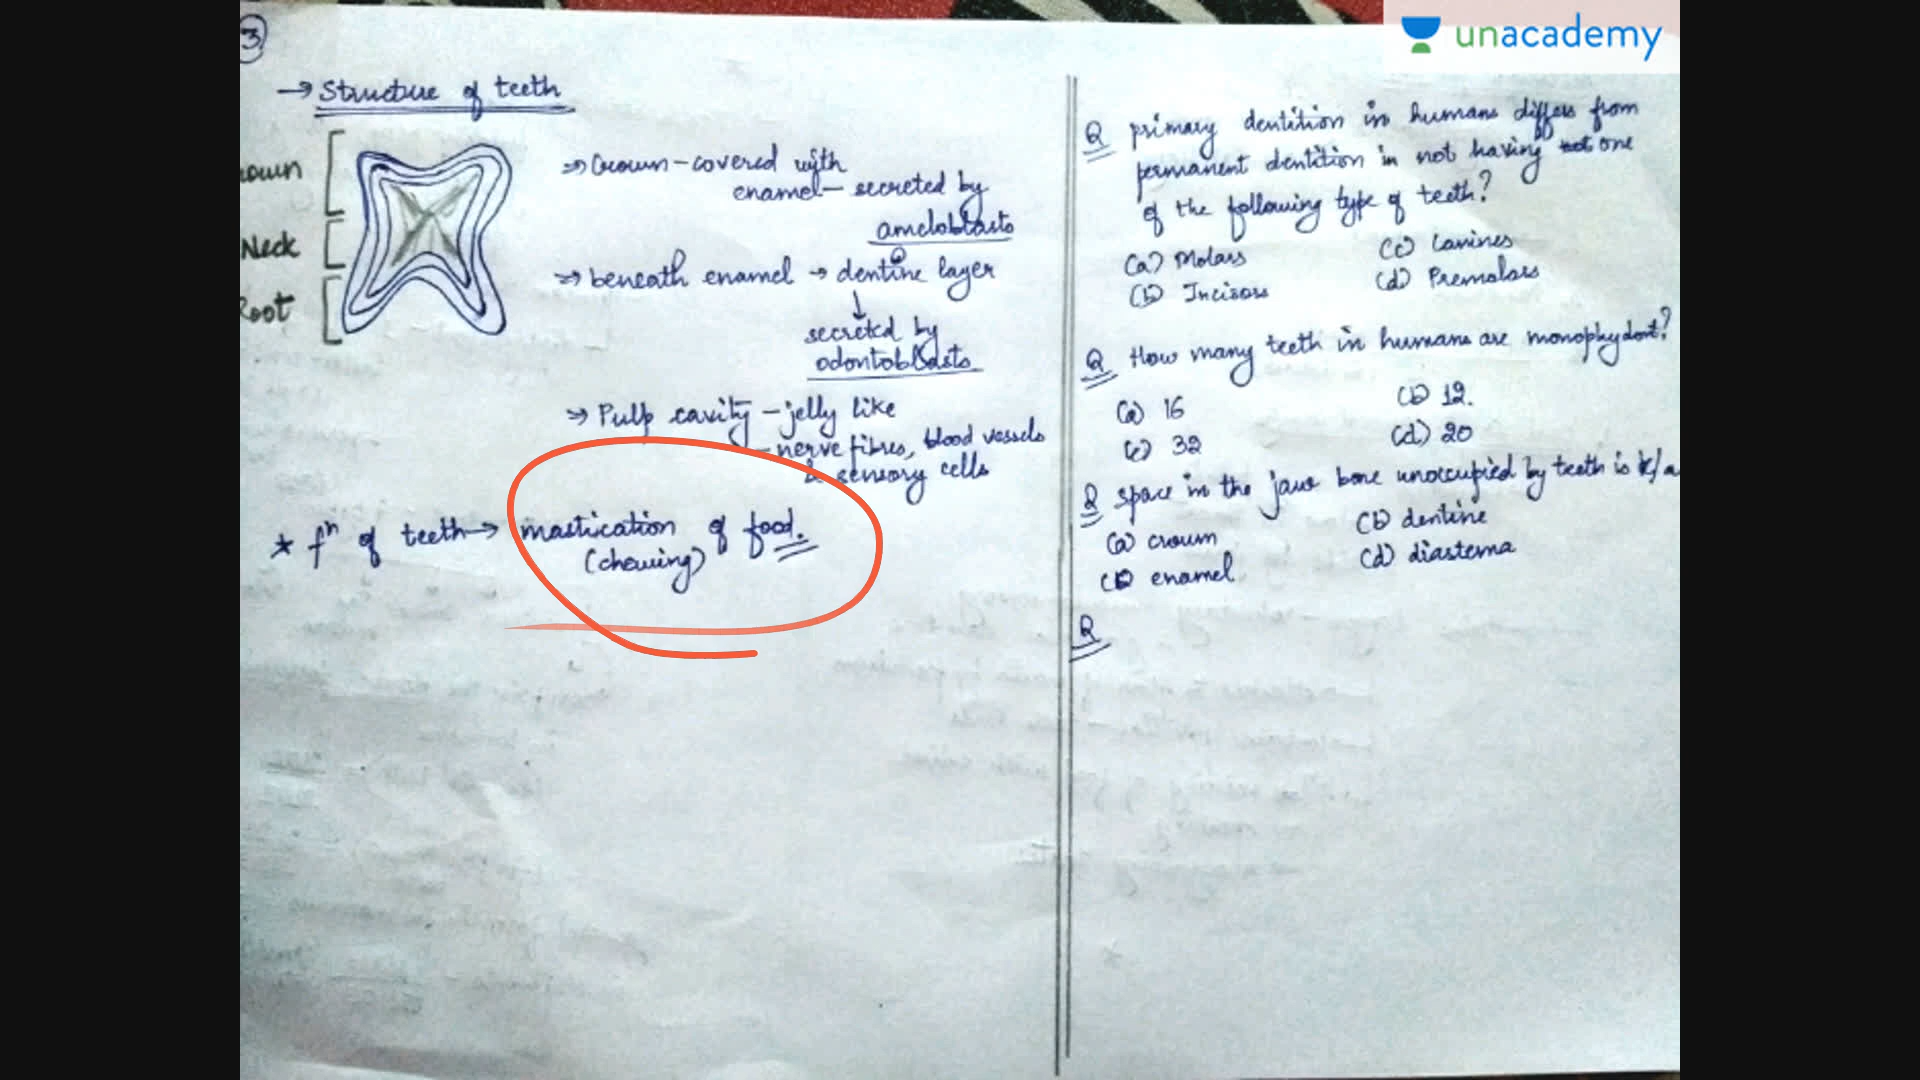 3
unacademy
→ Structure of teeth
rown
Neck
Root
⇒ Crown - covered with
enamel - secreted by
ameloblasts
⇒ beneath enamel → dentine layer
↓
secreted by
odontoblasts
⇒ Pulp cavity - jelly like
- nerve fibres, blood vessels
& sensory cells
* fⁿ of teeth → mastication of food.
(chewing)
Q primary dentition in humans differs from
permanent dentition in not having one
of the following type of teeth?
(a) Molars (c) Canines
(b) Incisors (d) Premolars
Q How many teeth in humans are monophydont?
(a) 16 (b) 12.
(c) 32 (d) 20
Q space in the jaw bone unoccupied by teeth is k/a
(a) crown (b) dentine
(c) enamel (d) diastema
Q